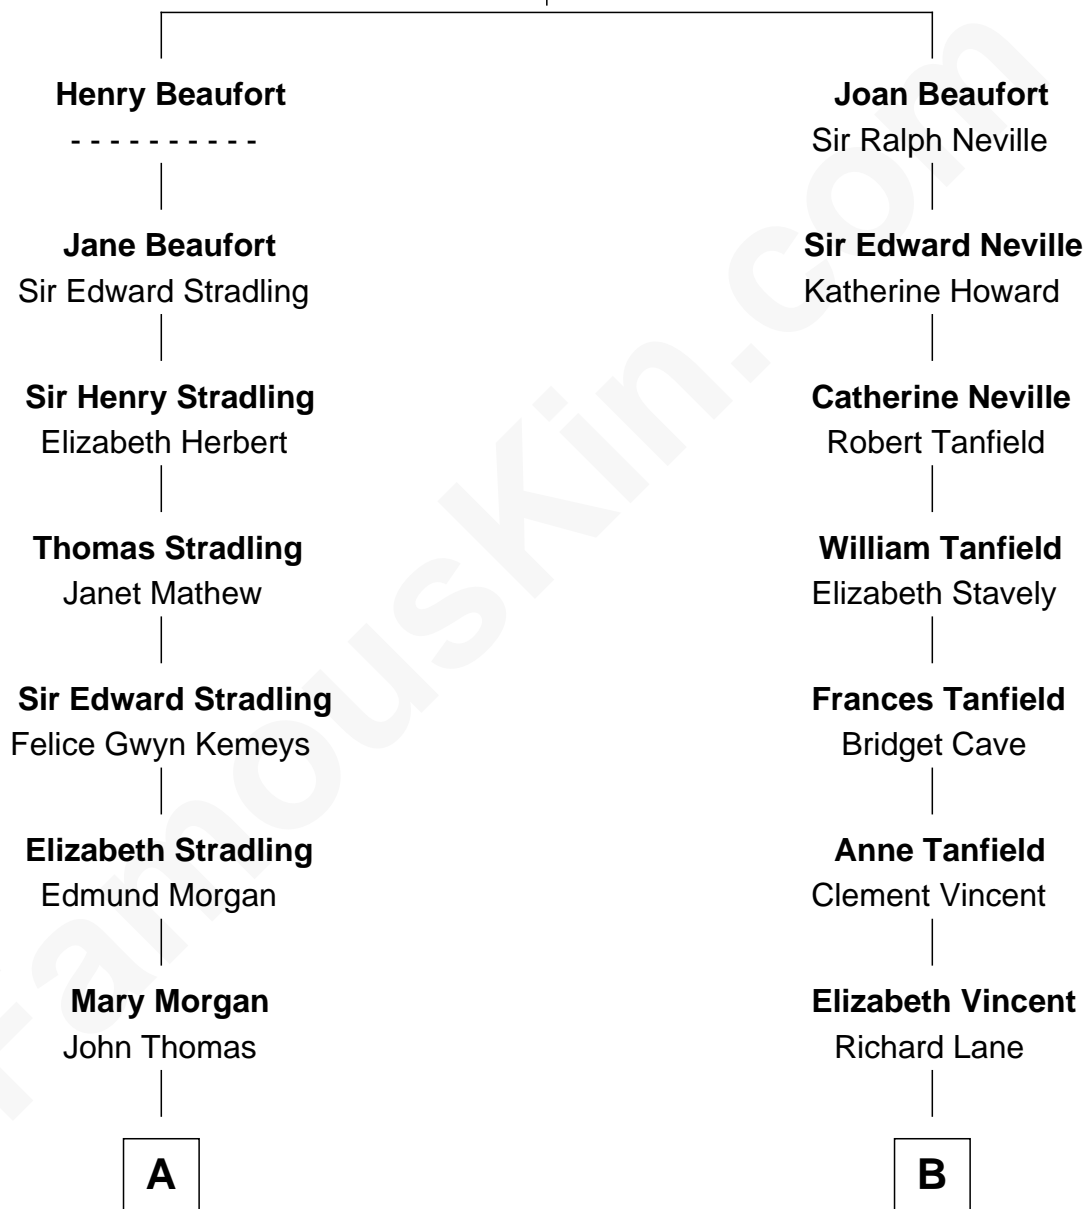 Henry Beaufort
- - - - - - - - - -
Jane Beaufort
Sir Edward Stradling
Sir Henry Stradling
Elizabeth Herbert
Thomas Stradling
Janet Mathew
Sir Edward Stradling
Felice Gwyn Kemeys
Elizabeth Stradling
Edmund Morgan
Mary Morgan
John Thomas
A
Joan Beaufort
Sir Ralph Neville
Sir Edward Neville
Katherine Howard
Catherine Neville
Robert Tanfield
William Tanfield
Elizabeth Stavely
Frances Tanfield
Bridget Cave
Anne Tanfield
Clement Vincent
Elizabeth Vincent
Richard Lane
B
FamousKin.com